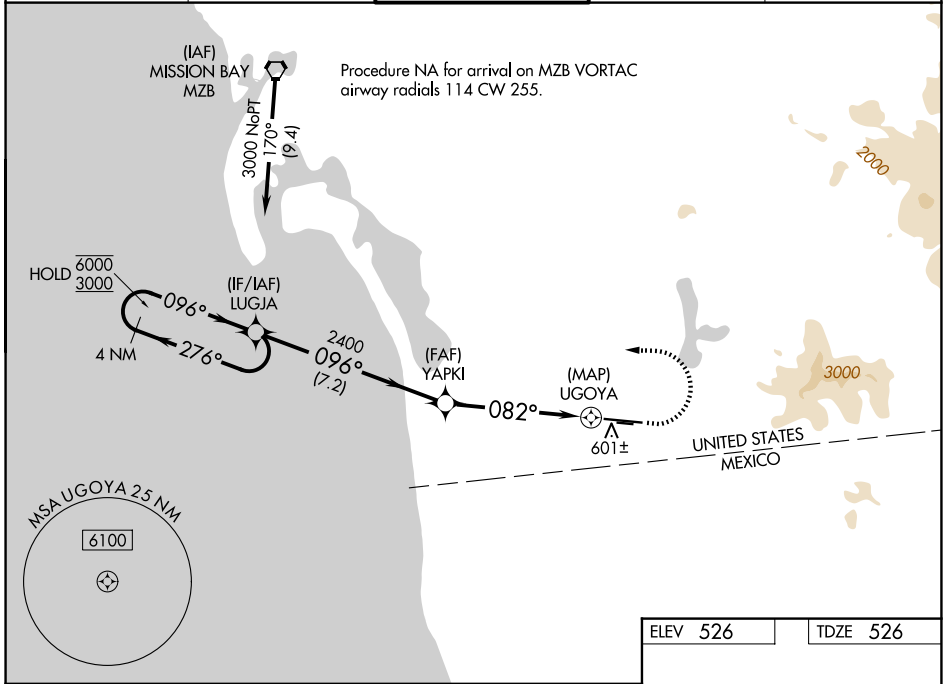 (IAF)
MISSION BAY
MZB
Procedure NA for arrival on MZB VORTAC
airway radials 114 CW 255.
3000 NoPT
170°
(9.4)
2000
HOLD 6000
3000
096°
(IF/IAF)
LUGJA
4 NM
276°
2400
096°
(7.2)
(FAF)
YAPKI
082°
(MAP)
UGOYA
601±
3000
UNITED STATES
MEXICO
MSA UGOYA 25 NM
6100
ELEV 526
TDZE 526